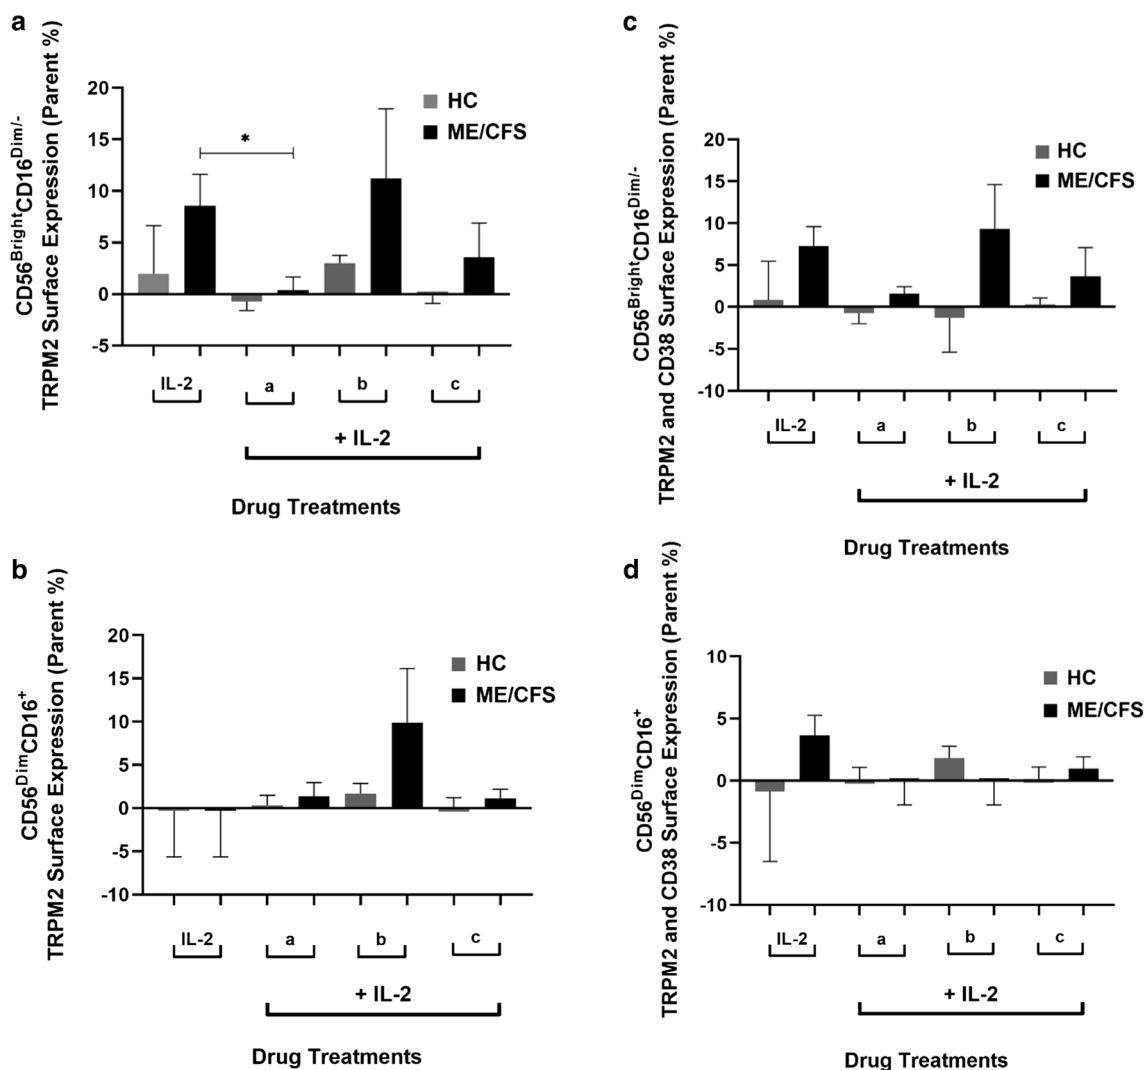 a
CD56BrightCD16Dim/-
TRPM2 Surface Expression (Parent %)
20
15
10
5
0
-5
HC
ME/CFS
*
IL-2
a
b
c
+ IL-2
Drug Treatments
c
CD56BrightCD16Dim/-
TRPM2 and CD38 Surface Expression (Parent %)
20
15
10
5
0
-5
-10
HC
ME/CFS
IL-2
a
b
c
+ IL-2
Drug Treatments
b
CD56DimCD16+
TRPM2 Surface Expression (Parent %)
20
15
10
5
0
-5
-10
HC
ME/CFS
IL-2
a
b
c
+ IL-2
Drug Treatments
d
CD56DimCD16+
TRPM2 and CD38 Surface Expression (Parent %)
10
5
0
-5
-10
HC
ME/CFS
IL-2
a
b
c
+ IL-2
Drug Treatments